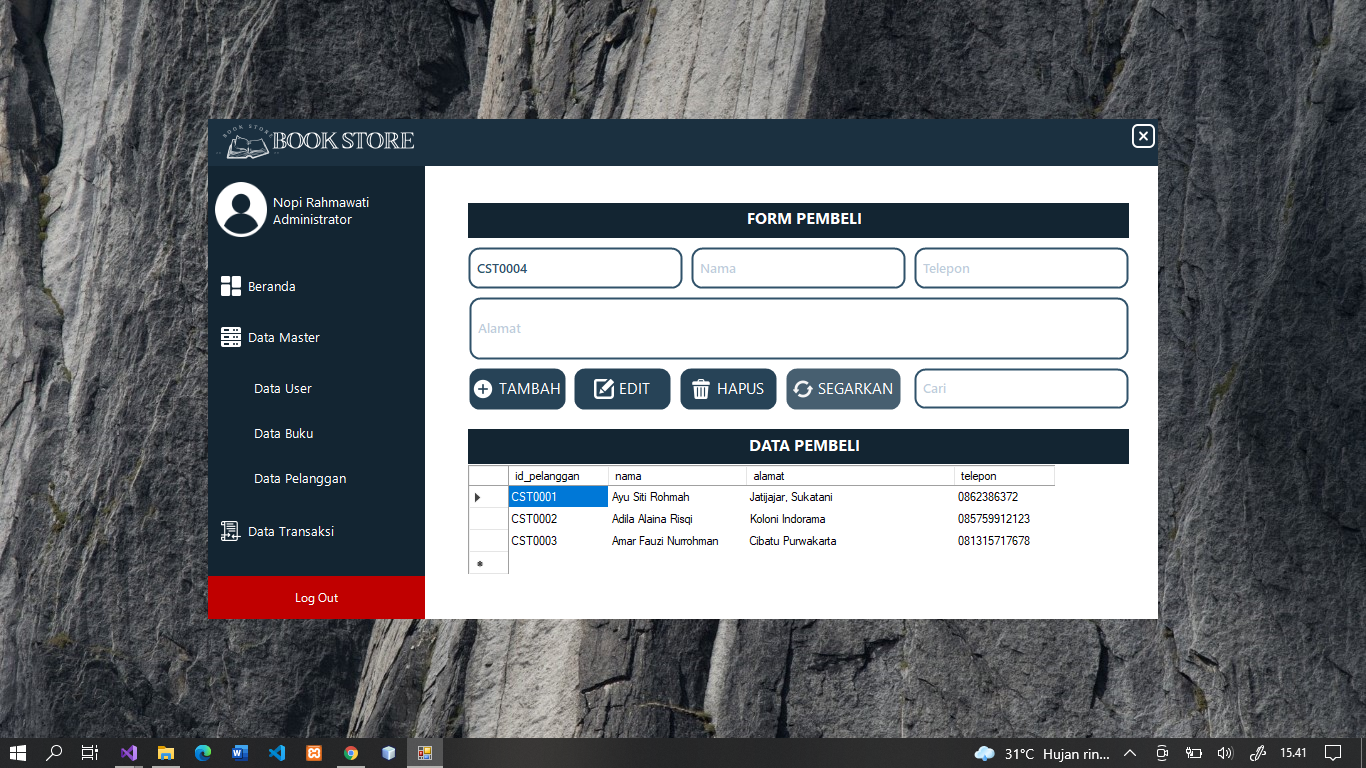 BOOK STORE
BOOK STORE
Nopi Rahmawati
Administrator
Beranda
Data Master
Data User
Data Buku
Data Pelanggan
Data Transaksi
Log Out
FORM PEMBELI
CST0004 Nama Telepon
Alamat
TAMBAH EDIT HAPUS SEGARKAN Cari
DATA PEMBELI
id_pelanggan nama alamat telepon
CST0001 Ayu Siti Rohmah Jatijajar, Sukatani 0862386372
CST0002 Adila Alaina Risqi Koloni Indorama 085759912123
CST0003 Amar Fauzi Nurrohman Cibatu Purwakarta 081315717678
31°C Hujan rin... 15.41